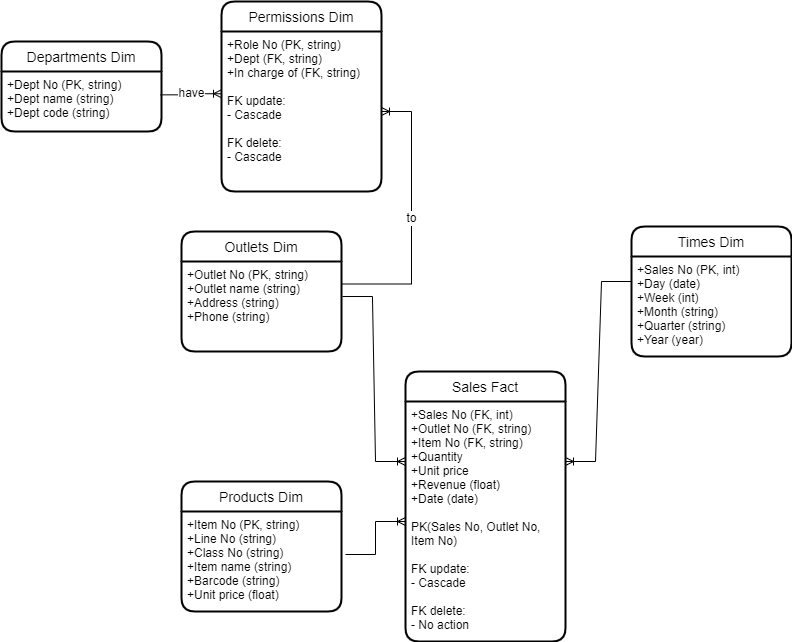 Permissions Dim
+Role No (PK, string)
+Dept (FK, string)
+In charge of (FK, string)
FK update:
- Cascade
FK delete:
- Cascade
Departments Dim
+Dept No (PK, string)
+Dept name (string)
+Dept code (string)
have
to
Outlets Dim
+Outlet No (PK, string)
+Outlet name (string)
+Address (string)
+Phone (string)
Times Dim
+Sales No (PK, int)
+Day (date)
+Week (int)
+Month (string)
+Quarter (string)
+Year (year)
Sales Fact
+Sales No (FK, int)
+Outlet No (FK, string)
+Item No (FK, string)
+Quantity
+Unit price
+Revenue (float)
+Date (date)
PK(Sales No, Outlet No,
Item No)
FK update:
- Cascade
FK delete:
- No action
Products Dim
+Item No (PK, string)
+Line No (string)
+Class No (string)
+Item name (string)
+Barcode (string)
+Unit price (float)